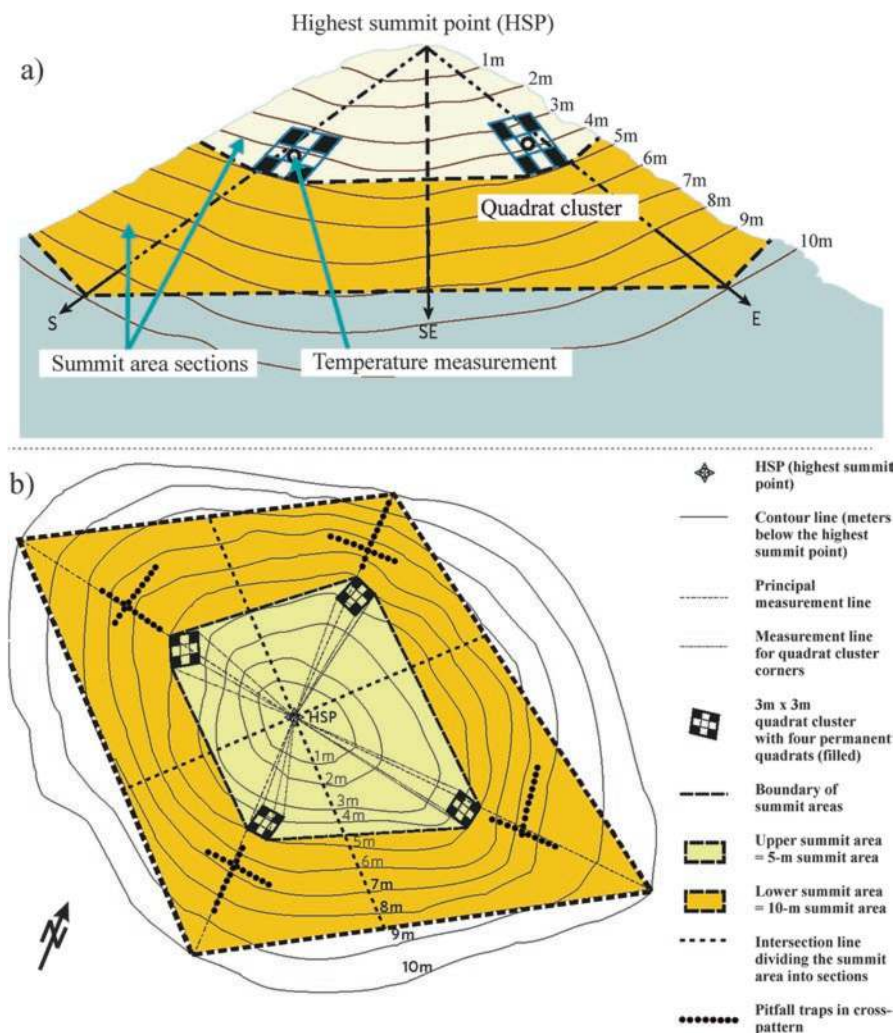 Highest summit point (HSP)
a)
1m
2m
3m
4m
5m
6m
7m
8m
9m
10m
Quadrat cluster
S
SE
E
Summit area sections
Temperature measurement
b)
HSP
1m
2m
3m
4m
5m
6m
7m
8m
9m
10m
N
HSP (highest summit
point)
Contour line (meters
below the highest
summit point)
Principal
measurement line
Measurement line
for quadrat cluster
corners
3m x 3m
quadrat cluster
with four permanent
quadrats (filled)
Boundary of
summit areas
Upper summit area
= 5-m summit area
Lower summit area
= 10-m summit area
Intersection line
dividing the summit
area into sections
Pitfall traps in cross-
pattern